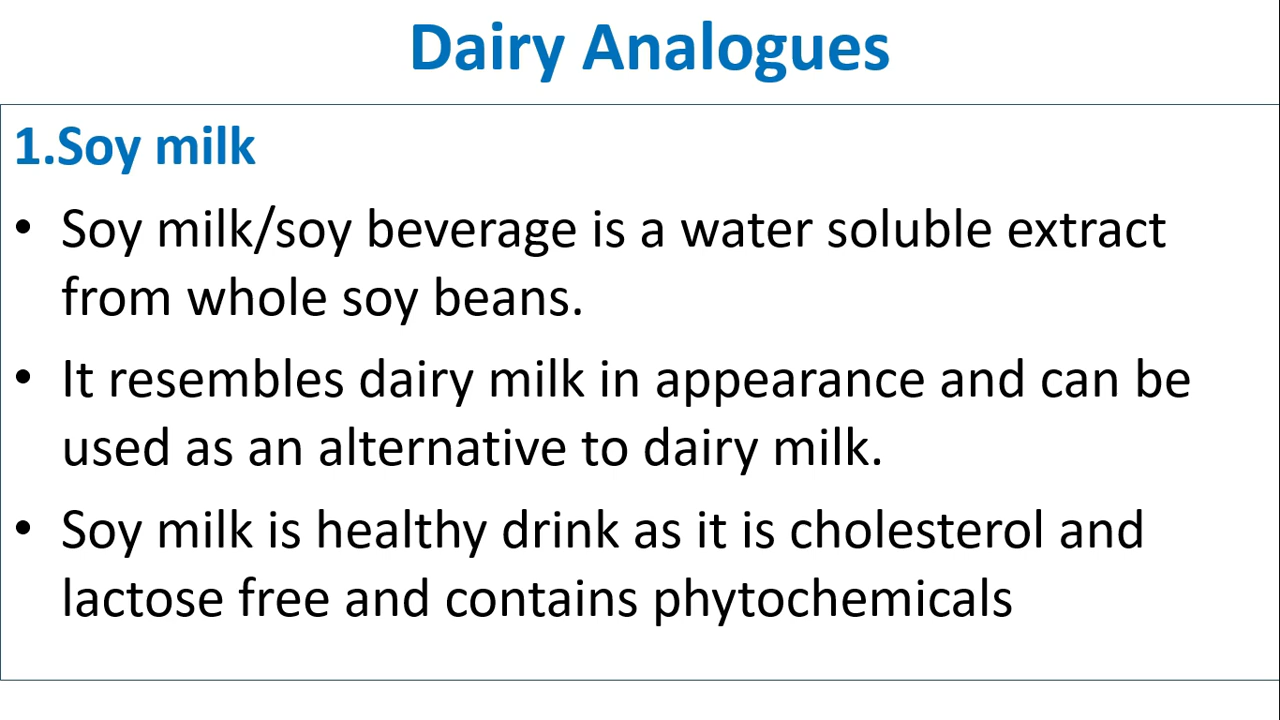 Dairy Analogues
1.Soy milk
• Soy milk/soy beverage is a water soluble extract
from whole soy beans.
• It resembles dairy milk in appearance and can be
used as an alternative to dairy milk.
• Soy milk is healthy drink as it is cholesterol and
lactose free and contains phytochemicals